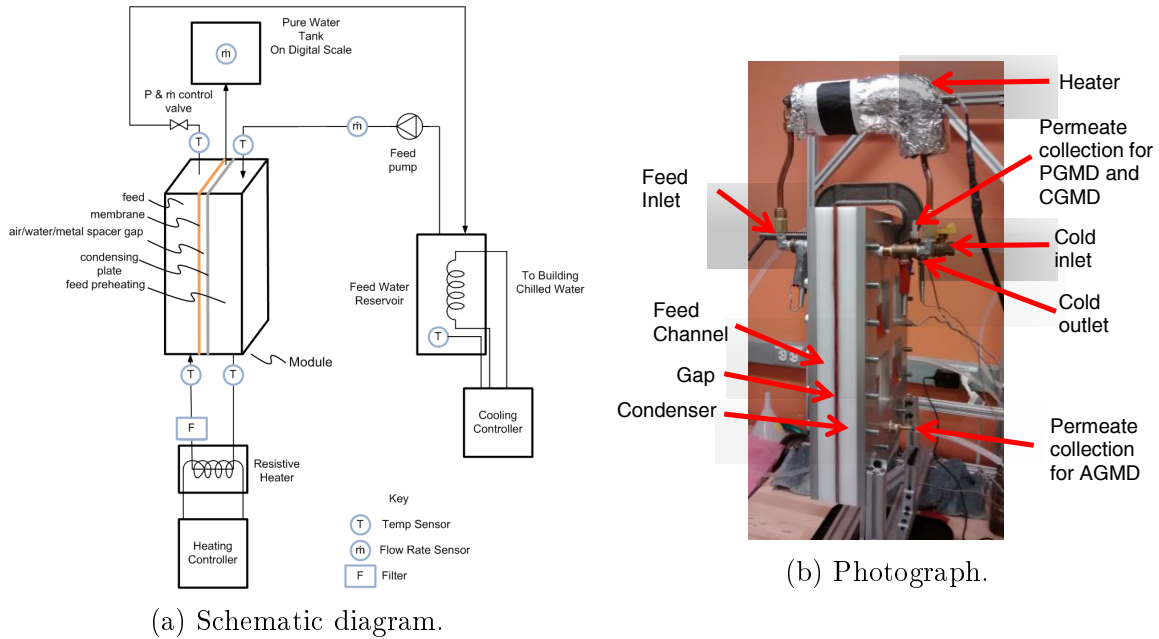 Pure Water
Tank
On Digital Scale
ṁ
P & ṁ control
valve
T
T
ṁ
Feed
pump
feed
membrane
air/water/metal spacer gap
condensing
plate
feed preheating
Module
T
T
F
Resistive
Heater
Heating
Controller
Feed Water
Reservoir
T
To Building
Chilled Water
Cooling
Controller
Key
T
Temp Sensor
ṁ
Flow Rate Sensor
F
Filter
(a) Schematic diagram.
Heater
Permeate
collection for
PGMD and
CGMD
Feed
Inlet
Cold
inlet
Cold
outlet
Feed
Channel
Gap
Condenser
Permeate
collection
for AGMD
(b) Photograph.